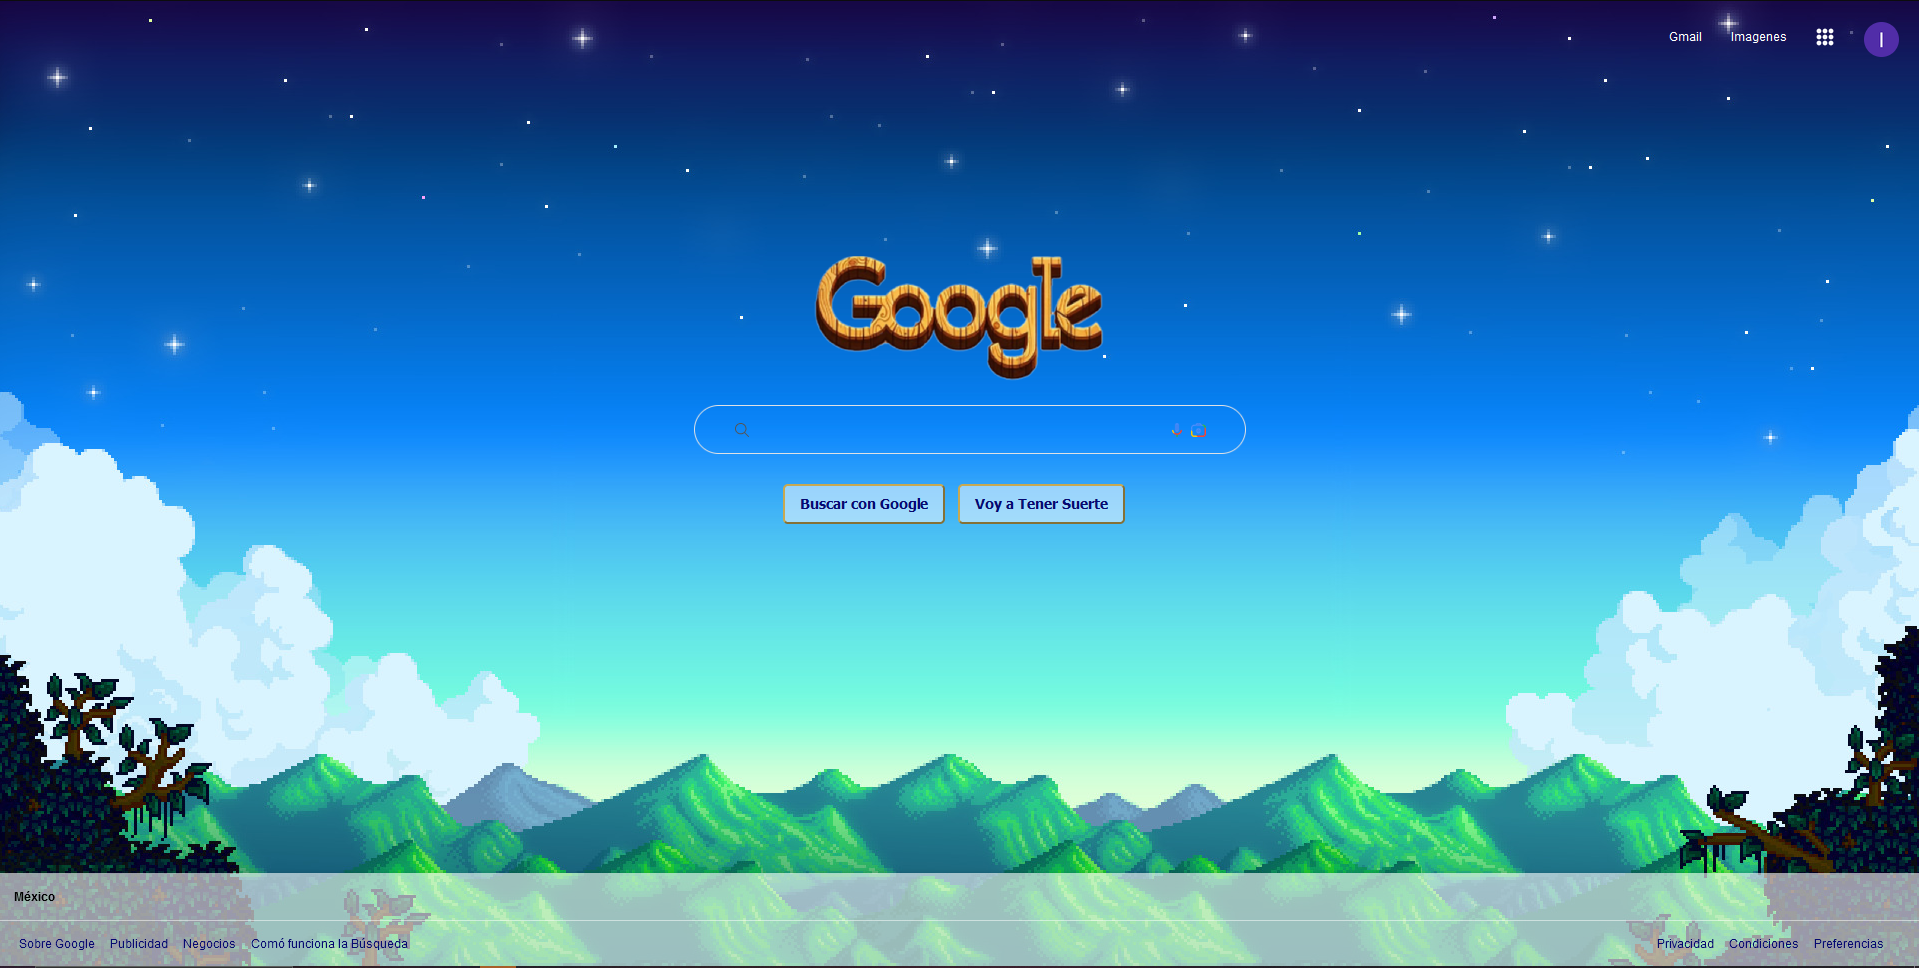 Gmail Imagenes
I
Google
Buscar con Google Voy a Tener Suerte
México
Sobre Google Publicidad Negocios Comó funciona la Búsqueda Privacidad Condiciones Preferencias